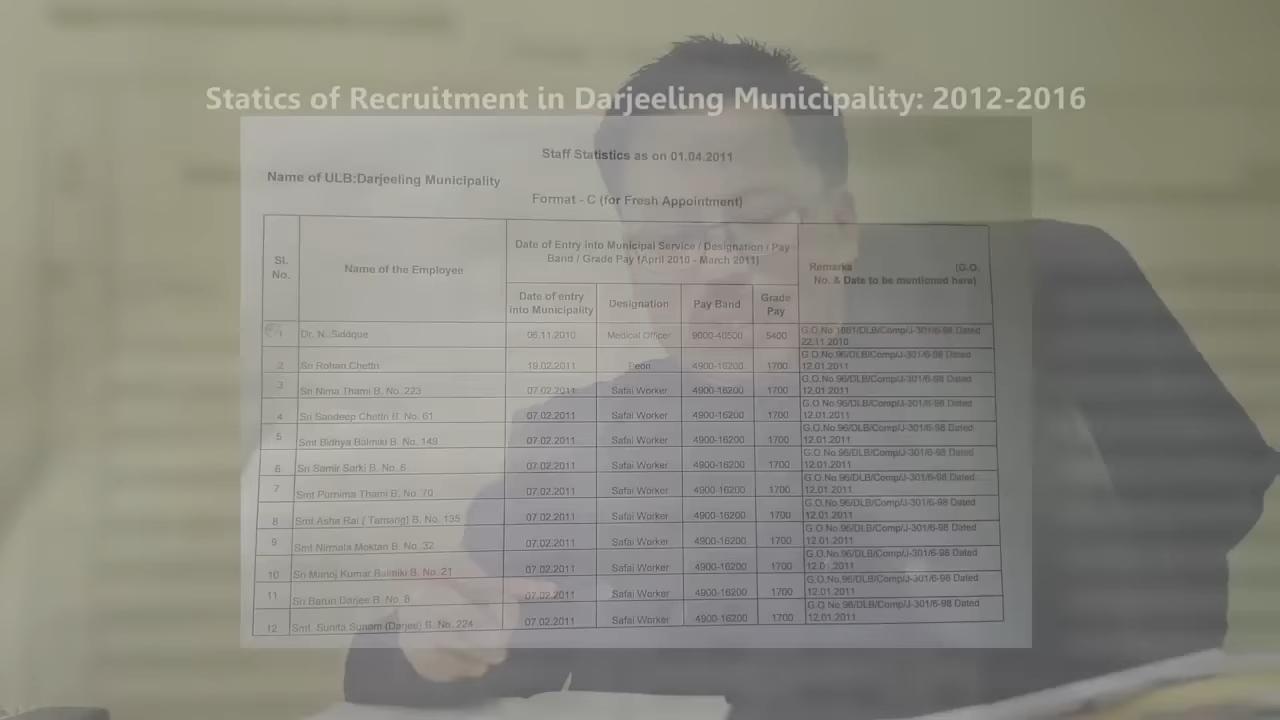 Statics of Recruitment in Darjeeling Municipality: 2012-2016
Staff Statistics as on 01.04.2011
Name of ULB:Darjeeling Municipality
Format - C (for Fresh Appointment)
Sl. No. Name of the Employee Date of Entry into Municipal Service / Designation / Pay Band / Grade Pay (April 2010 - March 2011) Remarks (G.O. No. & Date to be mentioned here)
Date of entry into Municipality Designation Pay Band Grade Pay
1 Dr. N. Siddique 06.11.2010 Medical Officer 9000-40500 5400 G.O.No.1881/DLB/Comp/J-301/6-98 Dated 22.11.2010
2 Sri Rohan Chettri 19.02.2011 Peon 4900-16200 1700 G.O.No.96/DLB/Comp/J-301/6-98 Dated 12.01.2011
3 Sri Nima Thami B. No. 223 07.02.2011 Safai Worker 4900-16200 1700 G.O.No.96/DLB/Comp/J-301/6-98 Dated 12.01.2011
4 Sri Sandeep Chettri B. No. 61 07.02.2011 Safai Worker 4900-16200 1700 G.O.No.96/DLB/Comp/J-301/6-98 Dated 12.01.2011
5 Smt Bidhya Balmiki B. No. 149 07.02.2011 Safai Worker 4900-16200 1700 G.O.No.96/DLB/Comp/J-301/6-98 Dated 12.01.2011
6 Sri Samir Sarki B. No. 6 07.02.2011 Safai Worker 4900-16200 1700 G.O.No.96/DLB/Comp/J-301/6-98 Dated 12.01.2011
7 Smt Purnima Thami B. No. 70 07.02.2011 Safai Worker 4900-16200 1700 G.O.No.96/DLB/Comp/J-301/6-98 Dated 12.01.2011
8 Smt Asha Rai ( Tamang) B. No. 135 07.02.2011 Safai Worker 4900-16200 1700 G.O.No.96/DLB/Comp/J-301/6-98 Dated 12.01.2011
9 Smt Nirmala Moktan B. No. 32 07.02.2011 Safai Worker 4900-16200 1700 G.O.No.96/DLB/Comp/J-301/6-98 Dated 12.01.2011
10 Sri Manoj Kumar Balmiki B. No. 21 07.02.2011 Safai Worker 4900-16200 1700 G.O.No.96/DLB/Comp/J-301/6-98 Dated 12.01.2011
11 Sri Barun Darjee B. No. 8 07.02.2011 Safai Worker 4900-16200 1700 G.O.No.96/DLB/Comp/J-301/6-98 Dated 12.01.2011
12 Smt. Sunita Sunam (Darjee) B. No. 224 07.02.2011 Safai Worker 4900-16200 1700 G.O.No.96/DLB/Comp/J-301/6-98 Dated 12.01.2011